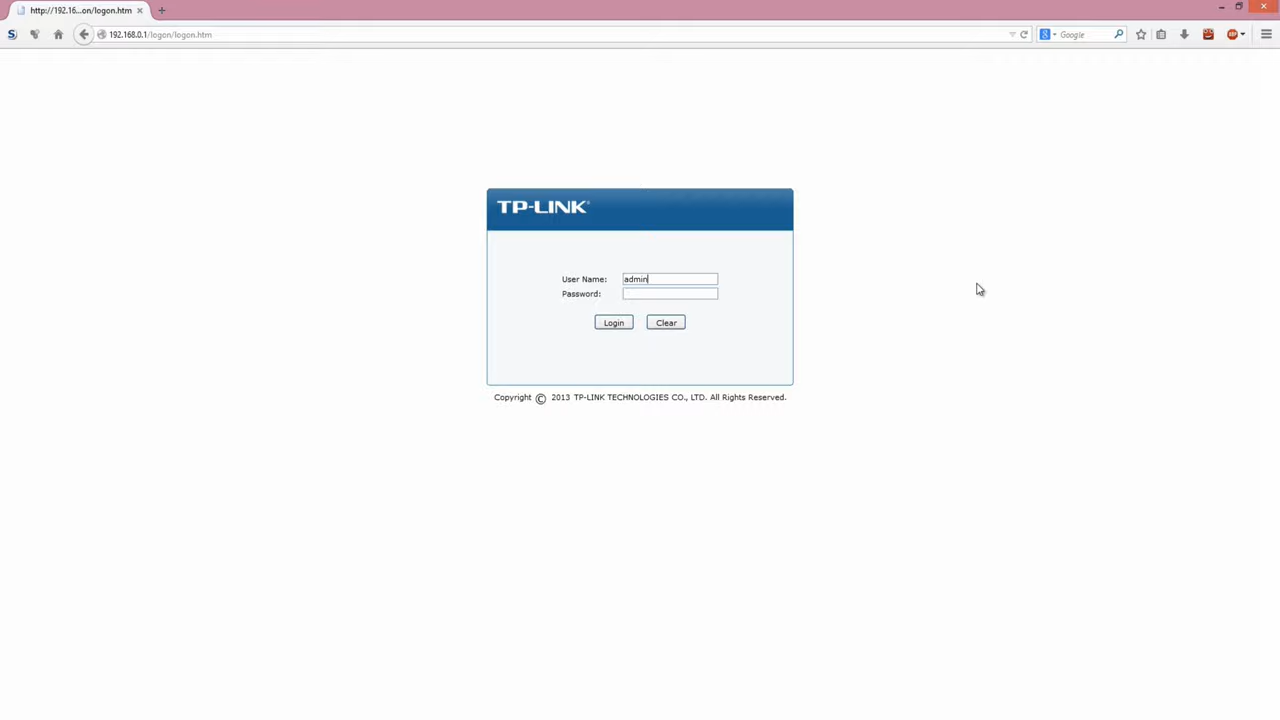 http://192.16...on/logon.htm
192.168.0.1/logon/logon.htm
Google
TP-LINK®
User Name: admin
Password:
Login Clear
Copyright © 2013 TP-LINK TECHNOLOGIES CO., LTD. All Rights Reserved.